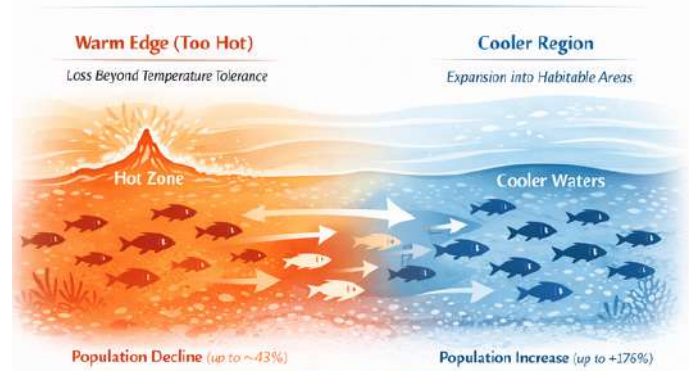 Warm Edge (Too Hot)
Loss Beyond Temperature Tolerance
Cooler Region
Expansion into Habitable Areas
Hot Zone
Cooler Waters
Population Decline (up to ~43%)
Population Increase (up to +176%)